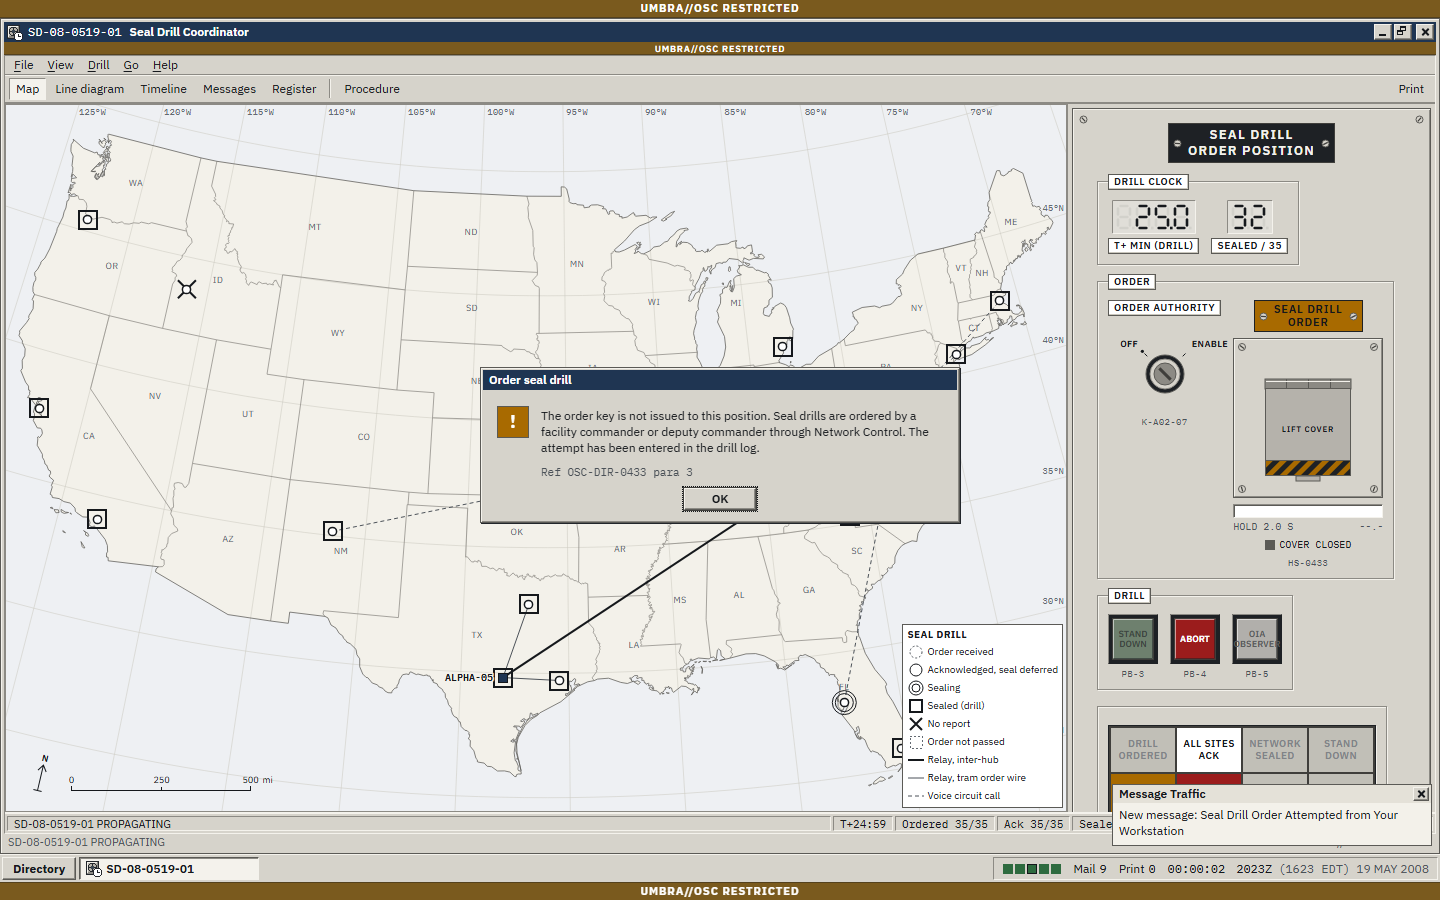 UMBRA//OSC RESTRICTED
SD-08-0519-01 Seal Drill Coordinator
UMBRA//OSC RESTRICTED
File View Drill Go Help
Map Line diagram Timeline Messages Register Procedure Print
125°W 120°W 115°W 110°W 105°W 100°W 95°W 90°W 85°W 80°W 75°W 70°W
45°N
40°N
35°N
30°N
WA
MT
ND
MN
ME
OR
ID
SD
WI
MI
VT
NH
NY
WY
CT
NV
UT
CO
CA
AZ
NM
OK
AR
SC
MS
AL
GA
TX
LA
FL
ALPHA-05
N
0 250 500 mi
Order seal drill
!
The order key is not issued to this position. Seal drills are ordered by a
facility commander or deputy commander through Network Control. The
attempt has been entered in the drill log.
Ref OSC-DIR-0433 para 3
OK
SEAL DRILL
Order received
Acknowledged, seal deferred
Sealing
Sealed (drill)
No report
Order not passed
Relay, inter-hub
Relay, tram order wire
Voice circuit call
SEAL DRILL
ORDER POSITION
DRILL CLOCK
25.0 32
T+ MIN (DRILL) SEALED / 35
ORDER
ORDER AUTHORITY
SEAL DRILL
ORDER
OFF ENABLE
K-A02-07
LIFT COVER
HOLD 2.0 S --.-
COVER CLOSED
HS-0433
DRILL
STAND
DOWN
ABORT
OIA
OBSERVER
PB-3 PB-4 PB-5
DRILL
ORDERED
ALL SITES
ACK
NETWORK
SEALED
STAND
DOWN
Message Traffic
New message: Seal Drill Order Attempted from Your
Workstation
SD-08-0519-01 PROPAGATING T+24:59 Ordered 35/35 Ack 35/35 Seale
SD-08-0519-01 PROPAGATING
Directory SD-08-0519-01 Mail 9 Print 0 00:00:02 2023Z (1623 EDT) 19 MAY 2008
UMBRA//OSC RESTRICTED